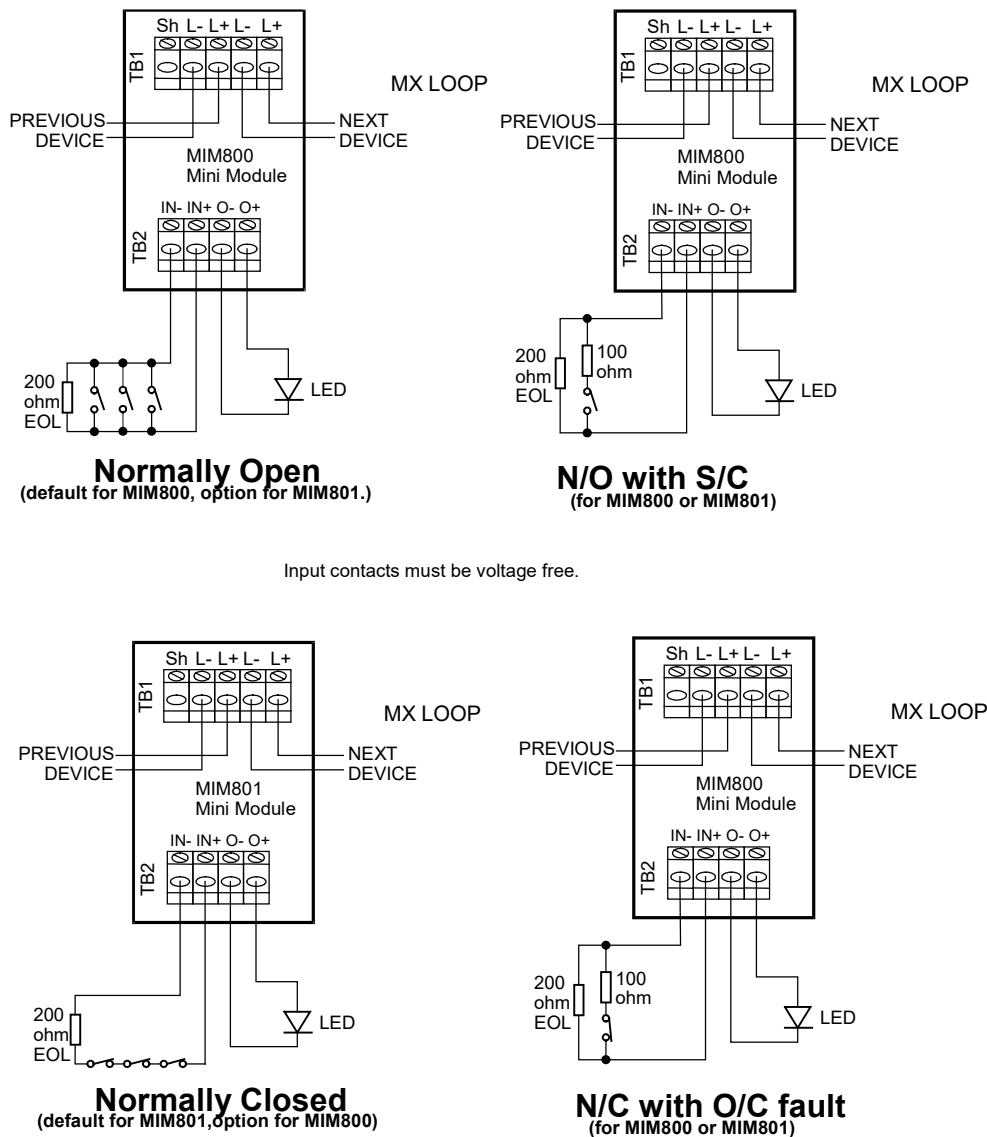 Sh L- L+ L- L+
TB1
MX LOOP
PREVIOUS
DEVICE
NEXT
DEVICE
MIM800
Mini Module
IN- IN+ O- O+
TB2
200
ohm
EOL
LED
Normally Open
(default for MIM800, option for MIM801.)
Sh L- L+ L- L+
TB1
MX LOOP
PREVIOUS
DEVICE
NEXT
DEVICE
MIM800
Mini Module
IN- IN+ O- O+
TB2
200
ohm
EOL
100
ohm
LED
N/O with S/C
(for MIM800 or MIM801)
Input contacts must be voltage free.
Sh L- L+ L- L+
TB1
MX LOOP
PREVIOUS
DEVICE
NEXT
DEVICE
MIM801
Mini Module
IN- IN+ O- O+
TB2
200
ohm
EOL
LED
Normally Closed
(default for MIM801,option for MIM800)
Sh L- L+ L- L+
TB1
MX LOOP
PREVIOUS
DEVICE
NEXT
DEVICE
MIM800
Mini Module
IN- IN+ O- O+
TB2
200
ohm
EOL
100
ohm
LED
N/C with O/C fault
(for MIM800 or MIM801)